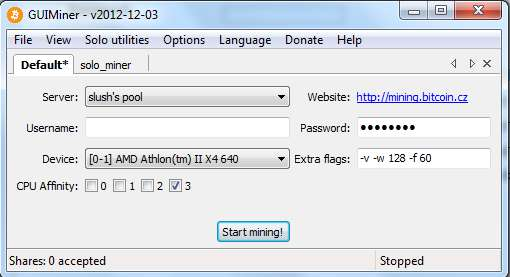 GUIMiner - v2012-12-03
File View Solo utilities Options Language Donate Help
Default* solo_miner
Server: slush's pool Website: http://mining.bitcoin.cz
Username: Password: ●●●●●●●●
Device: [0-1] AMD Athlon(tm) II X4 640 Extra flags: -v -w 128 -f 60
CPU Affinity: 0 1 2 3
Start mining!
Shares: 0 accepted Stopped